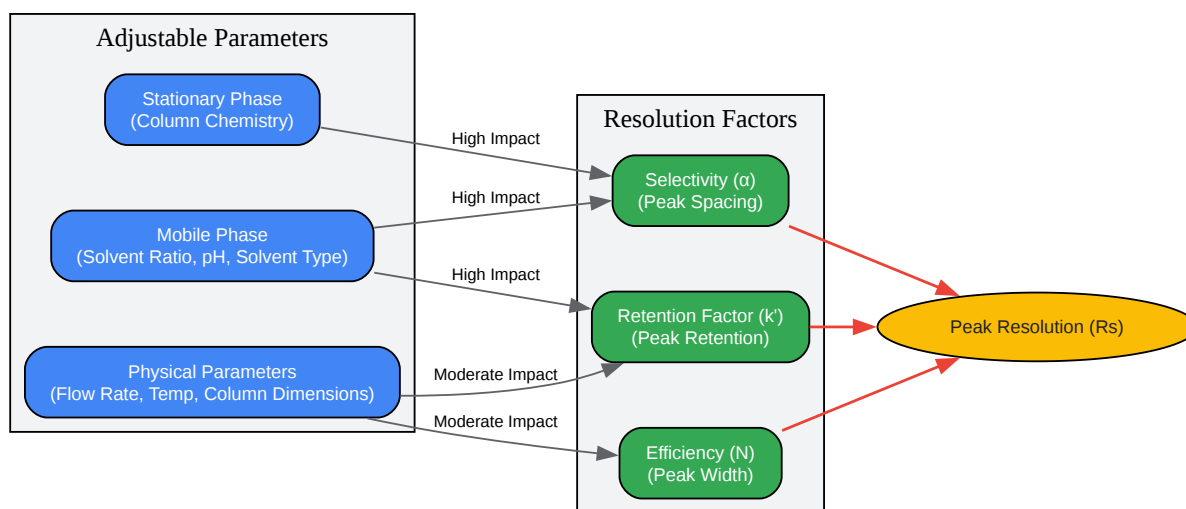 Adjustable Parameters
Stationary Phase
(Column Chemistry)
Mobile Phase
(Solvent Ratio, pH, Solvent Type)
Physical Parameters
(Flow Rate, Temp, Column Dimensions)
High Impact
High Impact
High Impact
Moderate Impact
Moderate Impact
Resolution Factors
Selectivity (α)
(Peak Spacing)
Retention Factor (k')
(Peak Retention)
Efficiency (N)
(Peak Width)
Peak Resolution (Rs)